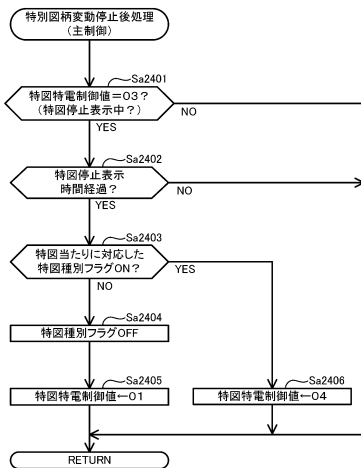 特別図柄変動停止後処理
(主制御)
Sa2401
特図特電制御値=03?
(特図停止表示中?)
NO
YES
Sa2402
特図停止表示
時間経過?
NO
YES
Sa2403
特図当たりに対応した
特図種別フラグON?
YES
NO
Sa2404
特図種別フラグOFF
Sa2405
特図特電制御値←01
Sa2406
特図特電制御値←04
RETURN